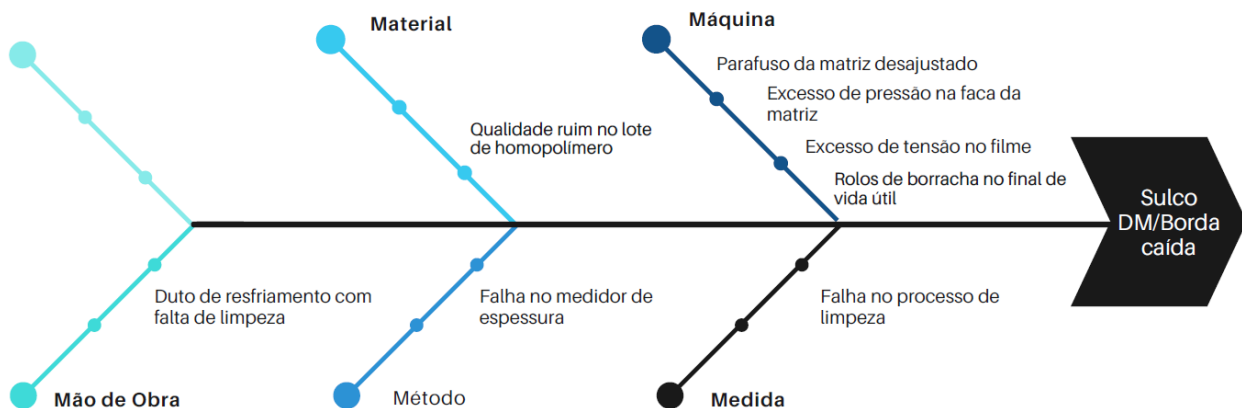 Material
Máquina
Parafuso da matriz desajustado
Excesso de pressão na faca da
matriz
Qualidade ruim no lote
de homopolímero
Excesso de tensão no filme
Rolos de borracha no final de
vida útil
Sulco
DM/Borda
caída
Duto de resfriamento com
falta de limpeza
Falha no medidor de
espessura
Falha no processo de
limpeza
Mão de Obra
Método
Medida